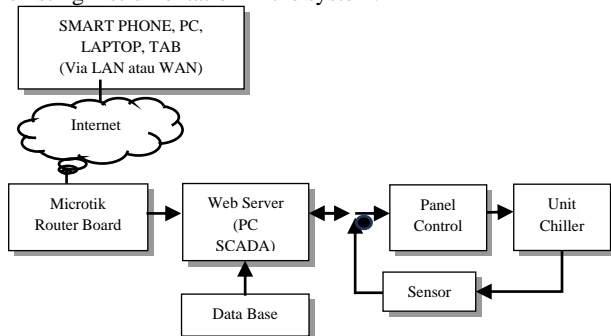 SMART PHONE, PC,
LAPTOP, TAB
(Via LAN atau WAN)
Internet
Microtik
Router Board
Web Server
(PC
SCADA)
Panel
Control
Unit
Chiller
Sensor
Data Base